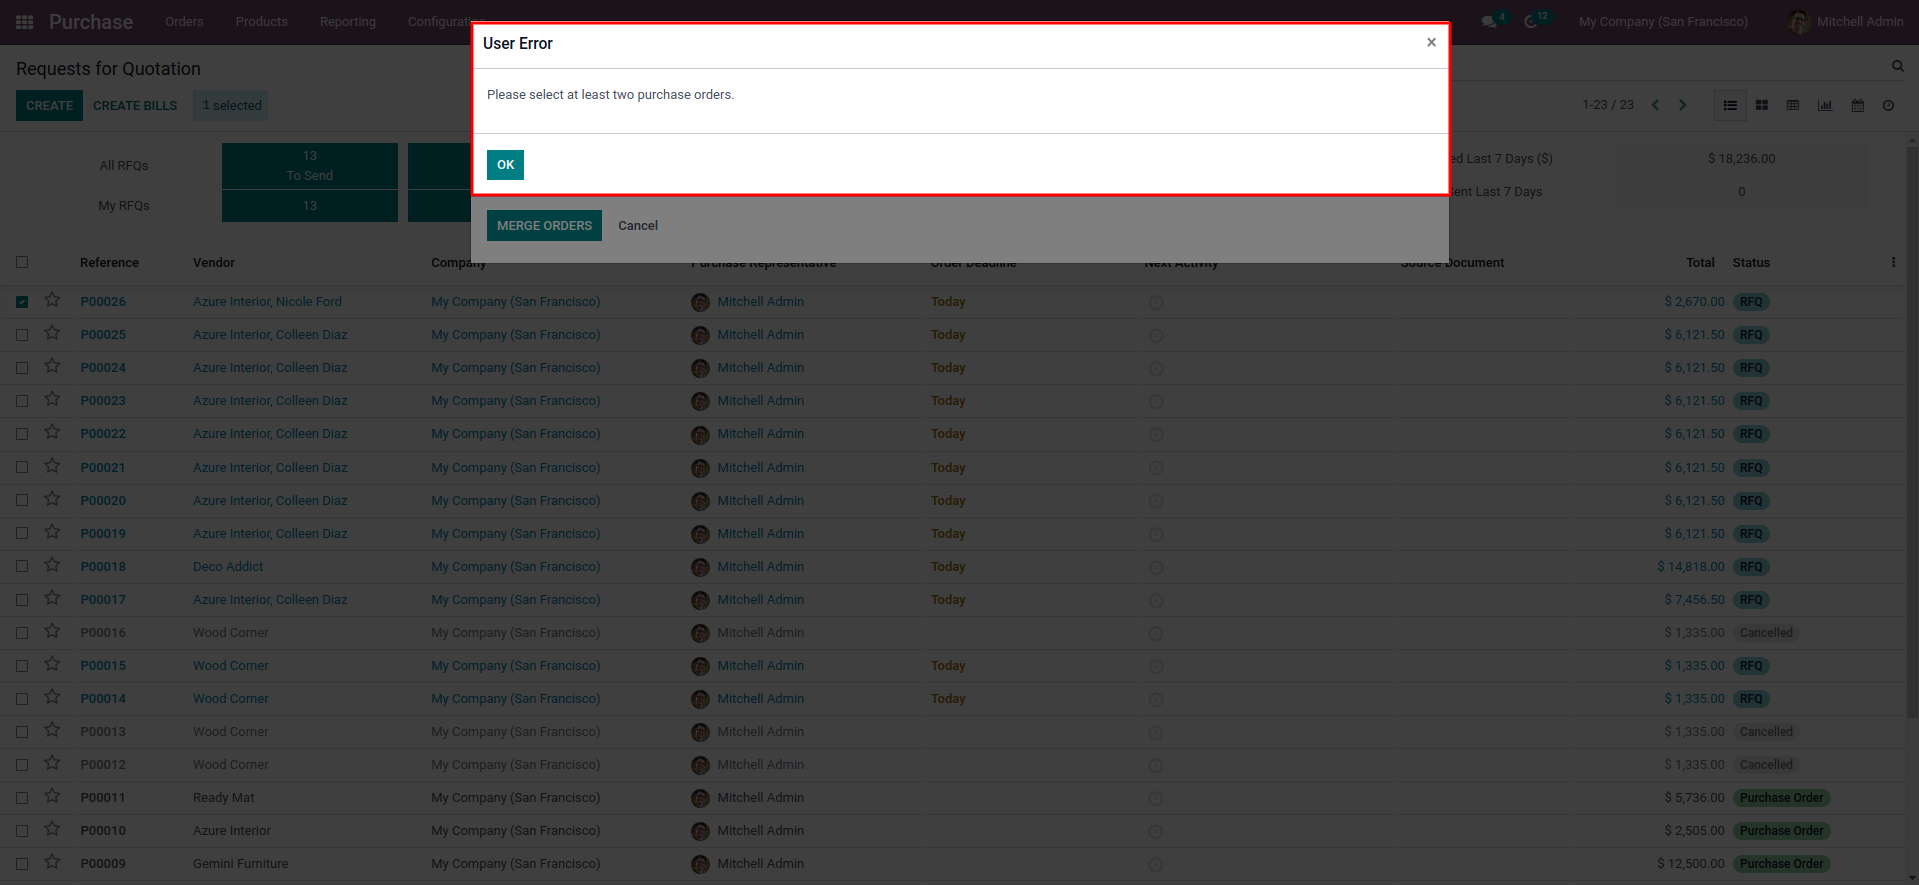 Purchase Orders Products Reporting Configuration 4 12 My Company (San Francisco) Mitchell Admin
User Error ×
Please select at least two purchase orders.
OK
Requests for Quotation
CREATE CREATE BILLS 1 selected 1-23 / 23
All RFQs 13 To Send ed Last 7 Days ($) $ 18,236.00
My RFQs 13 Sent Last 7 Days 0
MERGE ORDERS Cancel
Reference Vendor Company Purchase Representative Order Deadline Next Activity Source Document Total Status
P00026 Azure Interior, Nicole Ford My Company (San Francisco) Mitchell Admin Today $ 2,670.00 RFQ
P00025 Azure Interior, Colleen Diaz My Company (San Francisco) Mitchell Admin Today $ 6,121.50 RFQ
P00024 Azure Interior, Colleen Diaz My Company (San Francisco) Mitchell Admin Today $ 6,121.50 RFQ
P00023 Azure Interior, Colleen Diaz My Company (San Francisco) Mitchell Admin Today $ 6,121.50 RFQ
P00022 Azure Interior, Colleen Diaz My Company (San Francisco) Mitchell Admin Today $ 6,121.50 RFQ
P00021 Azure Interior, Colleen Diaz My Company (San Francisco) Mitchell Admin Today $ 6,121.50 RFQ
P00020 Azure Interior, Colleen Diaz My Company (San Francisco) Mitchell Admin Today $ 6,121.50 RFQ
P00019 Azure Interior, Colleen Diaz My Company (San Francisco) Mitchell Admin Today $ 6,121.50 RFQ
P00018 Deco Addict My Company (San Francisco) Mitchell Admin Today $ 14,818.00 RFQ
P00017 Azure Interior, Colleen Diaz My Company (San Francisco) Mitchell Admin Today $ 7,456.50 RFQ
P00016 Wood Corner My Company (San Francisco) Mitchell Admin $ 1,335.00 Cancelled
P00015 Wood Corner My Company (San Francisco) Mitchell Admin Today $ 1,335.00 RFQ
P00014 Wood Corner My Company (San Francisco) Mitchell Admin Today $ 1,335.00 RFQ
P00013 Wood Corner My Company (San Francisco) Mitchell Admin $ 1,335.00 Cancelled
P00012 Wood Corner My Company (San Francisco) Mitchell Admin $ 1,335.00 Cancelled
P00011 Ready Mat My Company (San Francisco) Mitchell Admin $ 5,736.00 Purchase Order
P00010 Azure Interior My Company (San Francisco) Mitchell Admin $ 2,505.00 Purchase Order
P00009 Gemini Furniture My Company (San Francisco) Mitchell Admin $ 12,500.00 Purchase Order